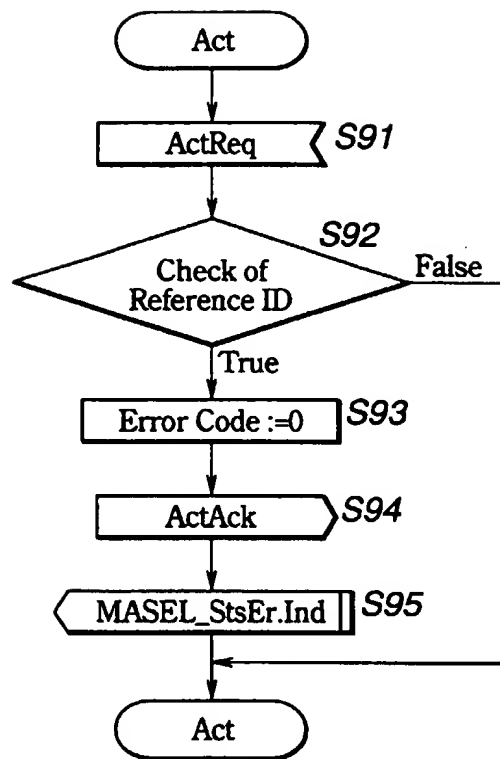 Act
ActReq
S91
S92
Check of
Reference ID
False
True
Error Code :=0
S93
ActAck
S94
MASEL_StsEr.Ind
S95
Act